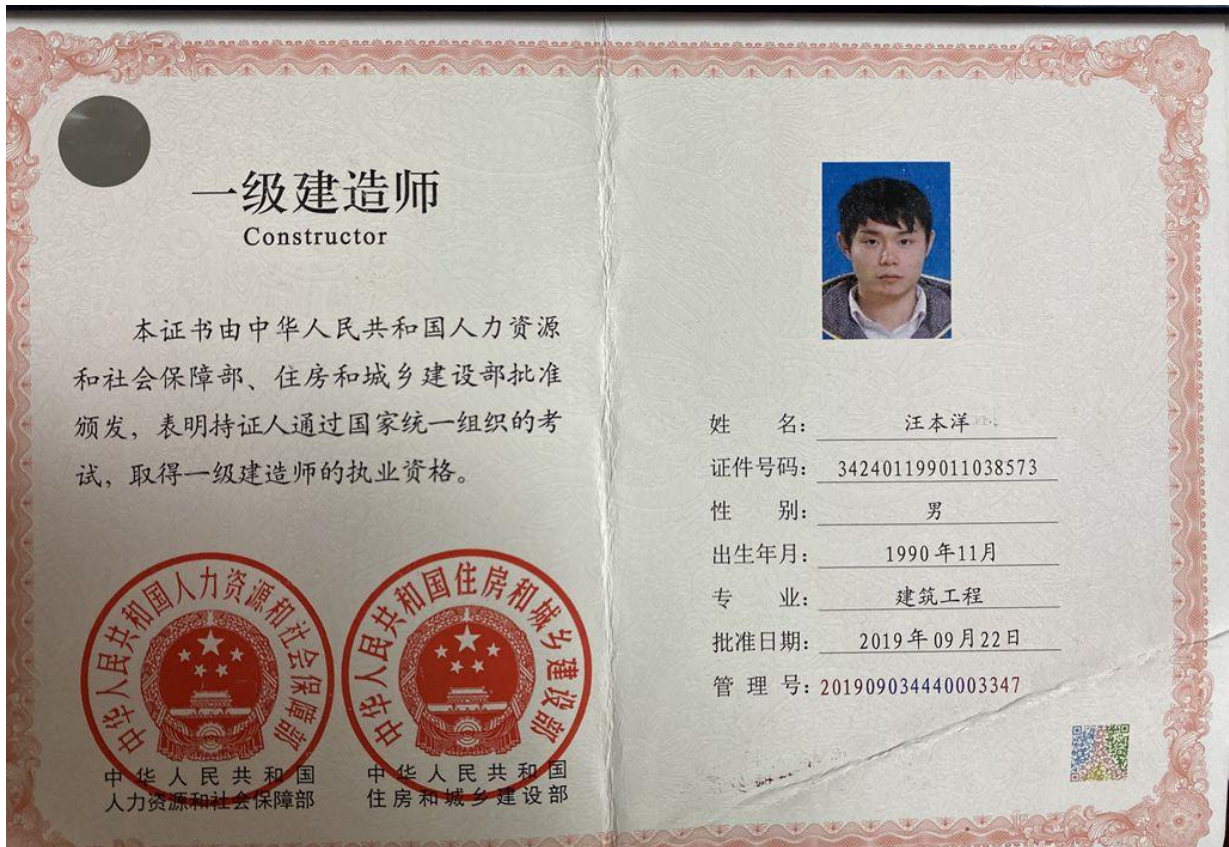 一级建造师
Constructor
本证书由中华人民共和国人力资源
和社会保障部、住房和城乡建设部批准
颁发，表明持证人通过国家统一组织的考
试，取得一级建造师的执业资格。
中华人民共和国人力资源和社会保障部
中华人民共和国
人力资源和社会保障部
中华人民共和国住房和城乡建设部
中华人民共和国
住房和城乡建设部
姓名：汪本洋
证件号码：342401199011038573
性别：男
出生年月：1990年11月
专业：建筑工程
批准日期：2019年09月22日
管理号：201909034440003347